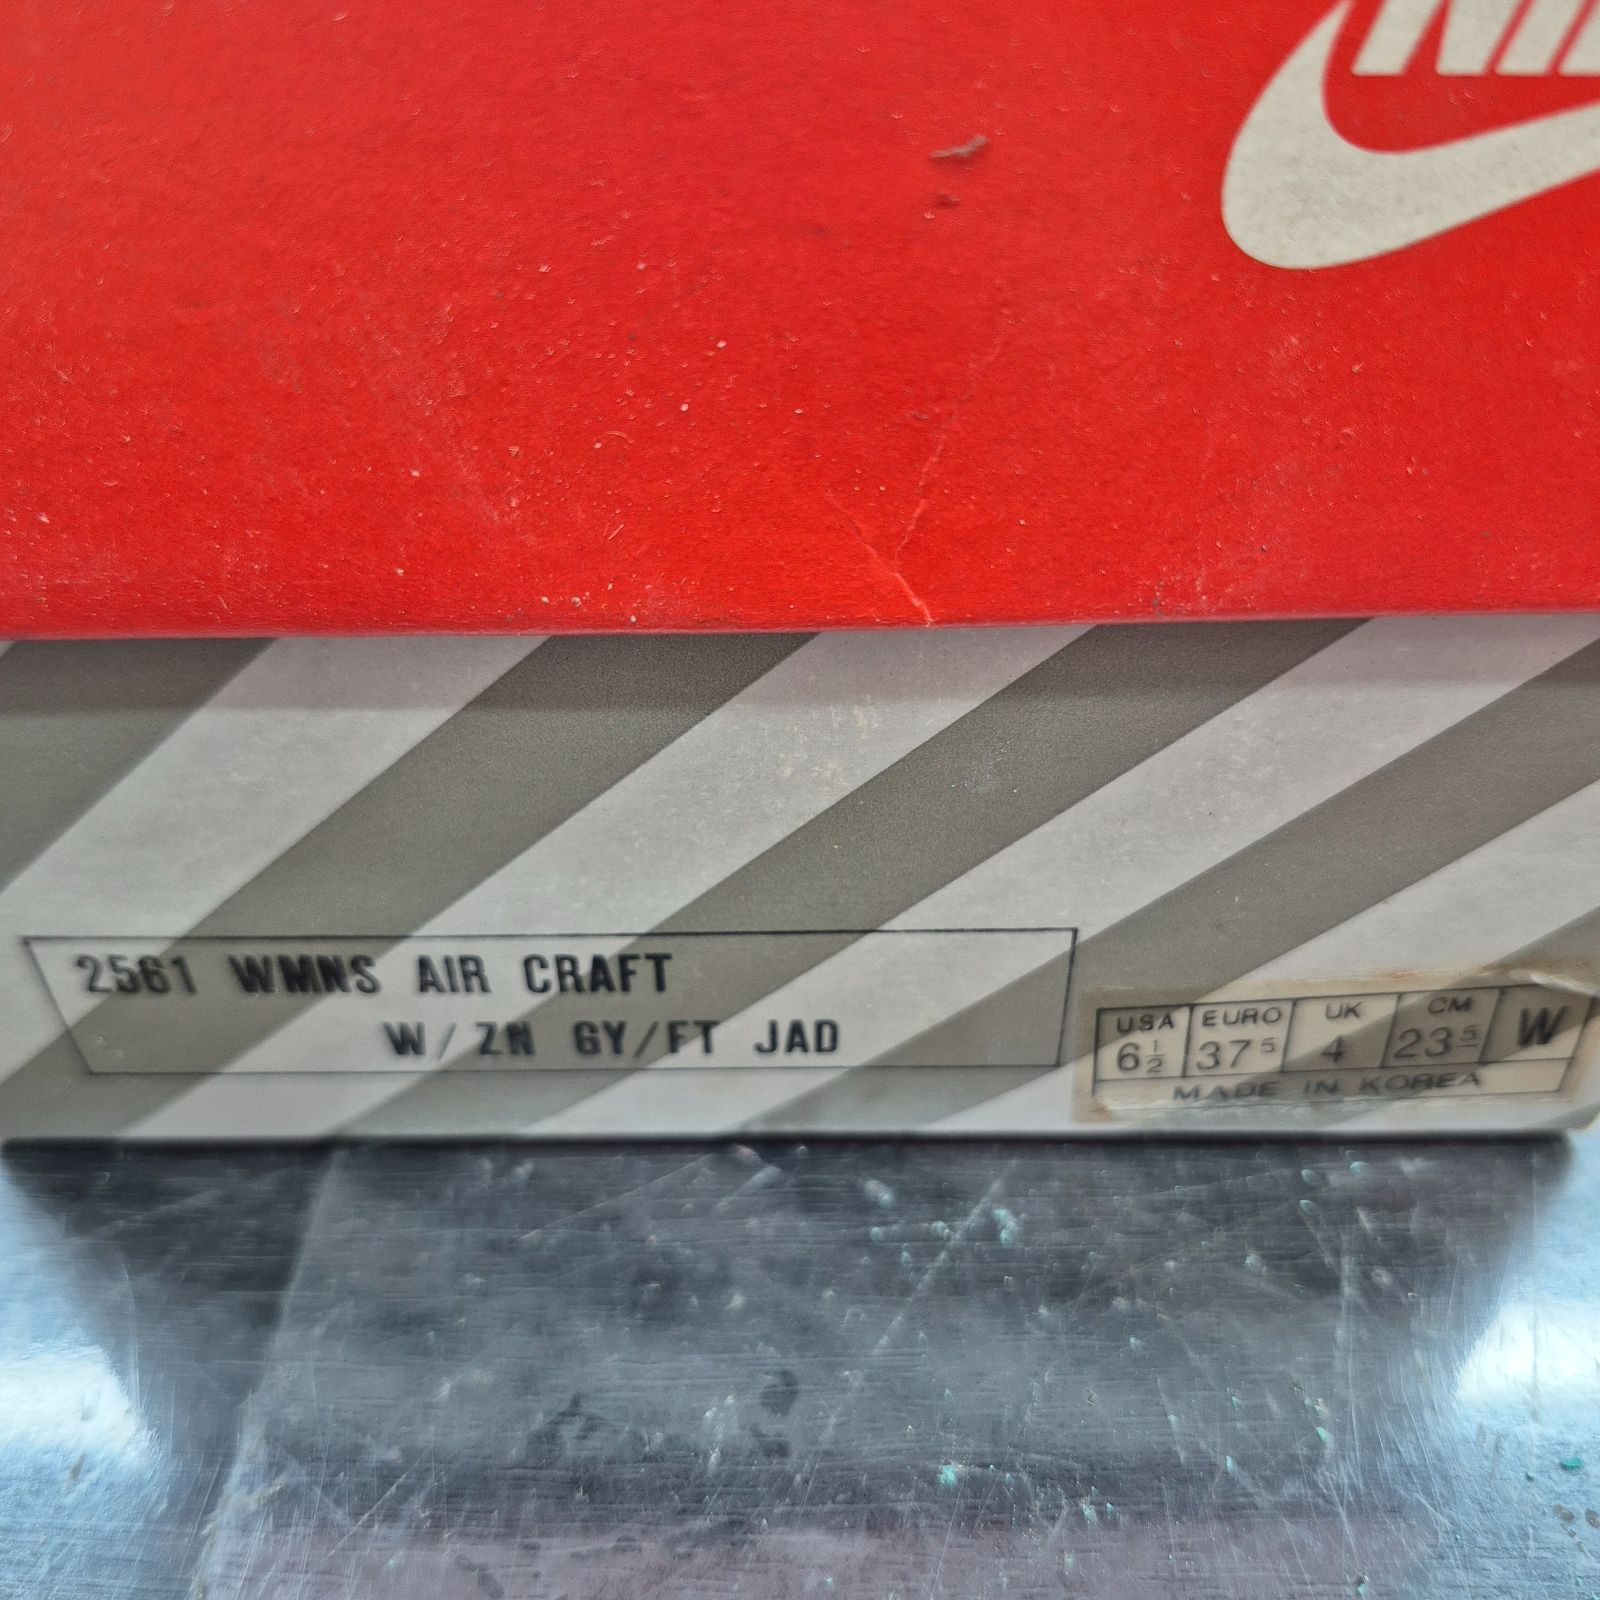 2561 WMNS AIR CRAFT
W/ZN GY/FT JAD
USA EURO UK CM W
6½ 37⁵ 4 23⁵
MADE IN KOREA